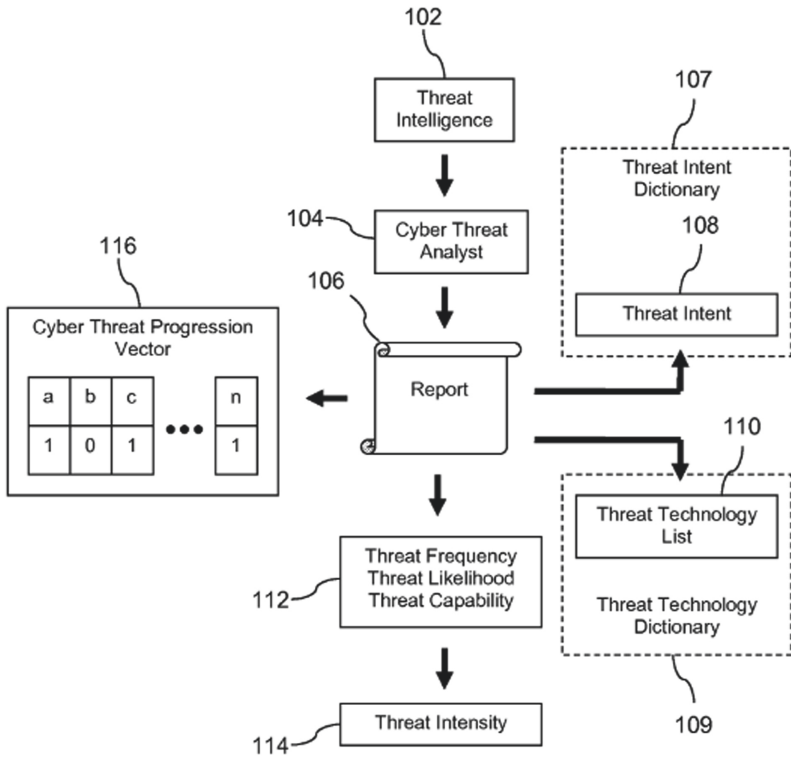 102
Threat
Intelligence
107
Threat Intent
Dictionary
104
Cyber Threat
Analyst
108
Threat Intent
116
106
Cyber Threat Progression
Vector
a b c n
1 0 1 1
Report
110
Threat Technology
List
Threat Technology
Dictionary
109
112
Threat Frequency
Threat Likelihood
Threat Capability
114
Threat Intensity